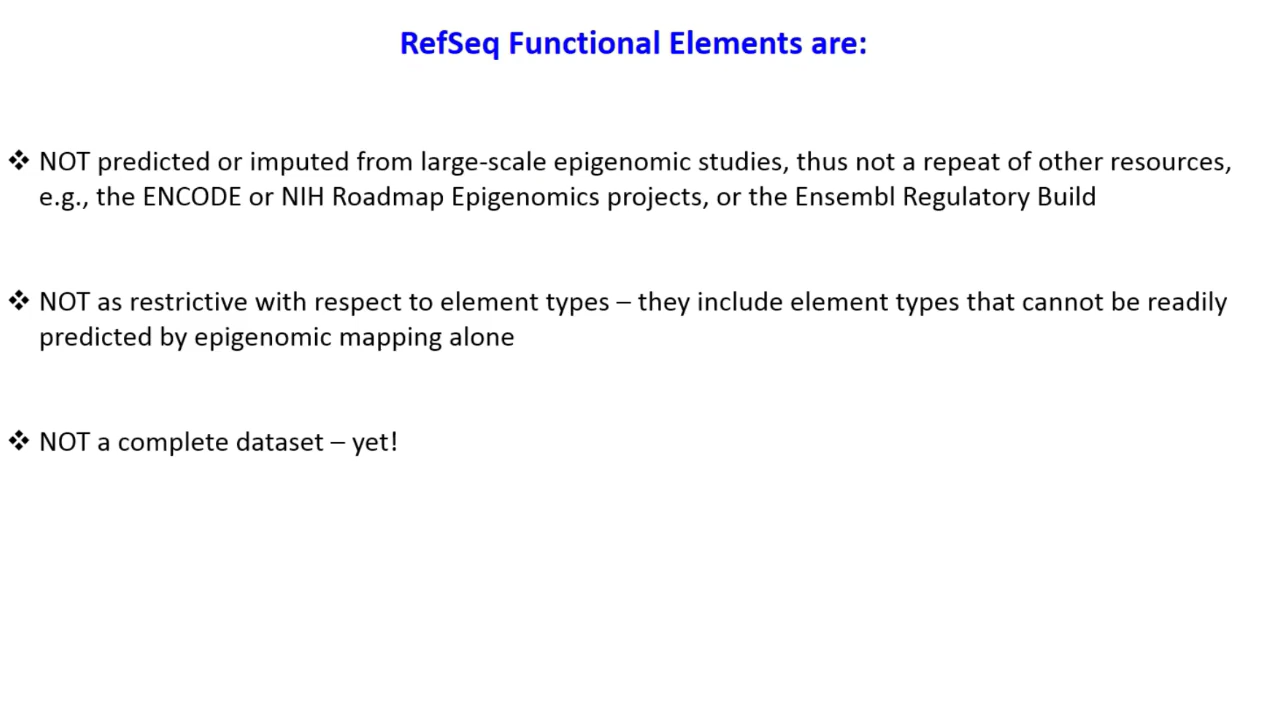 RefSeq Functional Elements are:
❖ NOT predicted or imputed from large-scale epigenomic studies, thus not a repeat of other resources,
e.g., the ENCODE or NIH Roadmap Epigenomics projects, or the Ensembl Regulatory Build
❖ NOT as restrictive with respect to element types – they include element types that cannot be readily
predicted by epigenomic mapping alone
❖ NOT a complete dataset – yet!